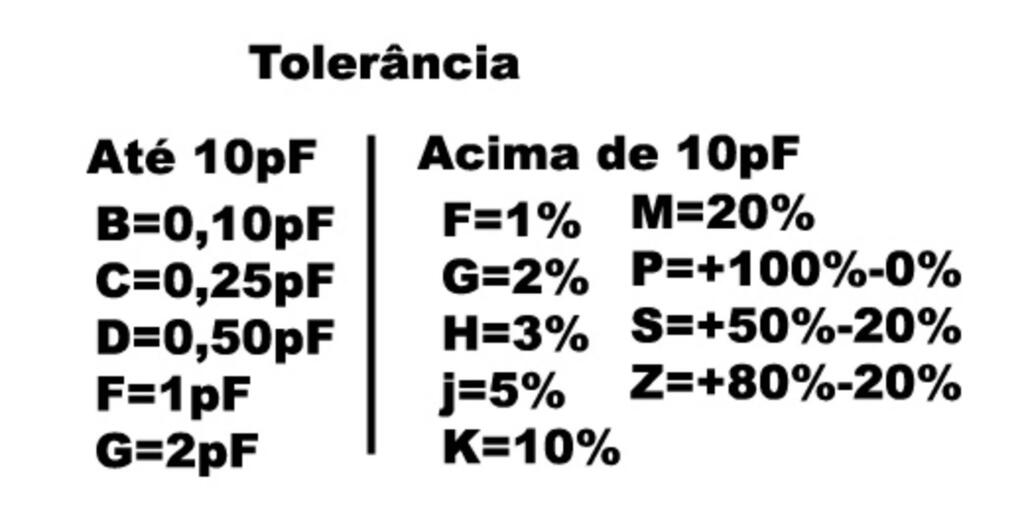 Tolerância
Até 10pF
B=0,10pF
C=0,25pF
D=0,50pF
F=1pF
G=2pF
Acima de 10pF
F=1%
G=2%
H=3%
j=5%
K=10%
M=20%
P=+100%-0%
S=+50%-20%
Z=+80%-20%